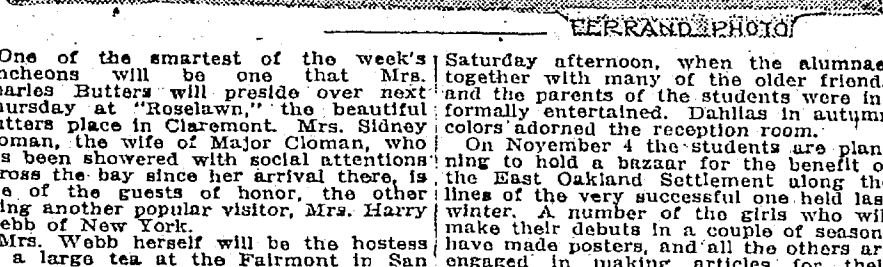 FERRAND PHOTO
One of the smartest of the week's
ncheons will be one that Mrs.
harles Butters will preside over next
hursday at "Roselawn," the beautiful
utters place in Claremont. Mrs. Sidney
loman, the wife of Major Cloman, who
s been showered with social attentions
ross the bay since her arrival there, is
e of the guests of honor, the other
ing another popular visitor, Mrs. Harry
ebb of New York.
Mrs. Webb herself will be the hostess
a large tea at the Fairmont in San
Saturday afternoon, when the alumnae
together with many of the older friend
and the parents of the students were in
formally entertained. Dahlias in autumn
colors adorned the reception room.
On November 4 the students are plan
ning to hold a bazaar for the benefit o
the East Oakland Settlement along the
lines of the very successful one held las
winter. A number of the girls who wil
make their debuts in a couple of season
have made posters, and all the others ar
engaged in making articles for thei